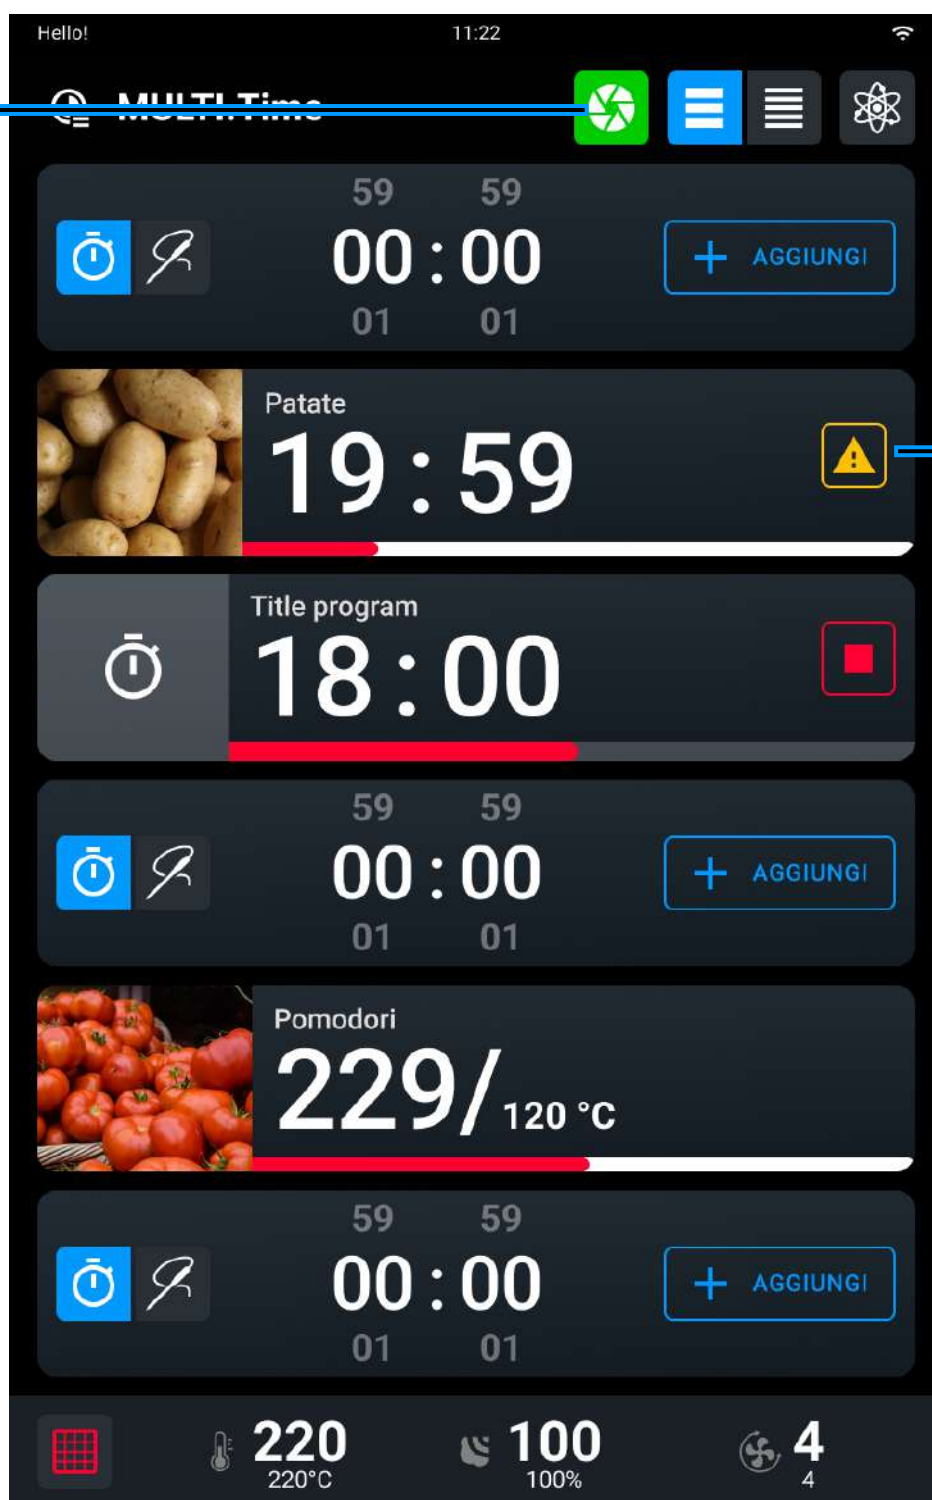 Hello! 11:22
MULTI.Time
59 59
00 : 00
01 01
AGGIUNGI
Patate
19 : 59
Title program
18 : 00
59 59
00 : 00
01 01
AGGIUNGI
Pomodori
229/ 120 °C
59 59
00 : 00
01 01
AGGIUNGI
220 100 4
220°C 100% 4